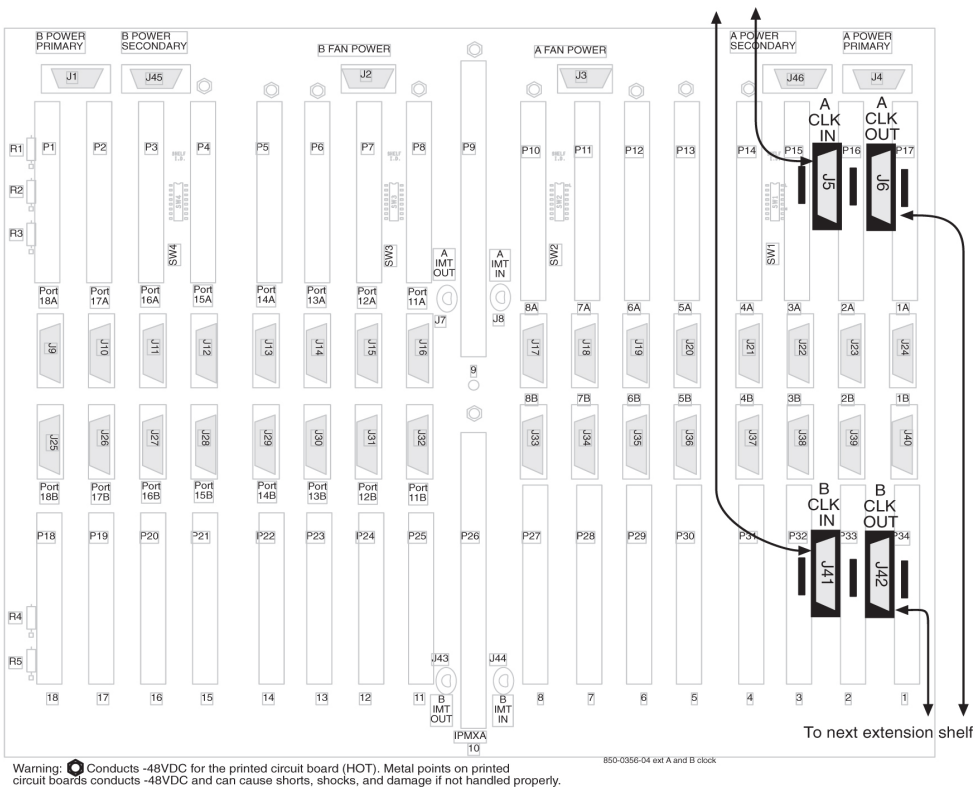 B POWER
PRIMARY
B POWER
SECONDARY
B FAN POWER
A FAN POWER
A POWER
SECONDARY
A POWER
PRIMARY
J1
J45
J2
J3
J46
J4
A
CLK
IN
A
CLK
OUT
R1
R2
R3
P1
P2
P3
P4
P5
P6
P7
P8
P9
P10
P11
P12
P13
P14
P15
P16
P17
J5
J6
SHELF
I.D.
SHELF
I.D.
SHELF
I.D.
SW4
SW3
SW2
SW1
SW4
SW3
SW2
SW1
A
IMT
OUT
A
IMT
IN
J7
J8
Port
18A
Port
17A
Port
16A
Port
15A
Port
14A
Port
13A
Port
12A
Port
11A
8A
7A
6A
5A
4A
3A
2A
1A
J9
J10
J11
J12
J13
J14
J15
J16
J17
J18
J19
J20
J21
J22
J23
J24
9
8B
7B
6B
5B
4B
3B
2B
1B
J25
J26
J27
J28
J29
J30
J31
J32
J33
J34
J35
J36
J37
J38
J39
J40
Port
18B
Port
17B
Port
16B
Port
15B
Port
14B
Port
13B
Port
12B
Port
11B
B
CLK
IN
B
CLK
OUT
P18
P19
P20
P21
P22
P23
P24
P25
P26
P27
P28
P29
P30
P31
P32
P33
P34
J41
J42
R4
R5
J43
J44
18
17
16
15
14
13
12
11
B
IMT
OUT
B
IMT
IN
8
7
6
5
4
3
2
1
IPMXA
10
To next extension shelf
850-0356-04 ext A and B clock
Warning: Conducts -48VDC for the printed circuit board (HOT). Metal points on printed
circuit boards conducts -48VDC and can cause shorts, shocks, and damage if not handled properly.